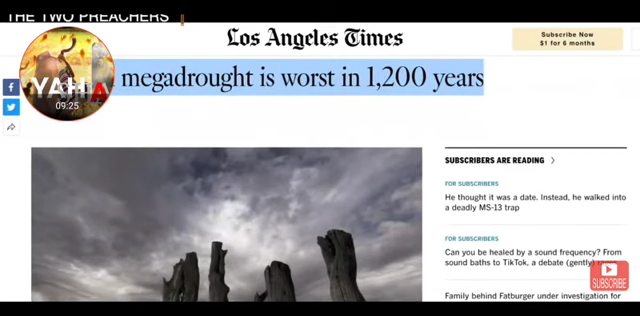 THE TWO PREACHERS
Los Angeles Times
Subscribe Now
$1 for 6 months
megadrought is worst in 1,200 years
YAHA
09:25
SUBSCRIBERS ARE READING >
FOR SUBSCRIBERS
He thought it was a date. Instead, he walked into
a deadly MS-13 trap
FOR SUBSCRIBERS
Can you be healed by a sound frequency? From
sound baths to TikTok, a debate (gently)
SUBSCRIBE
Family behind Fatburger under investigation for